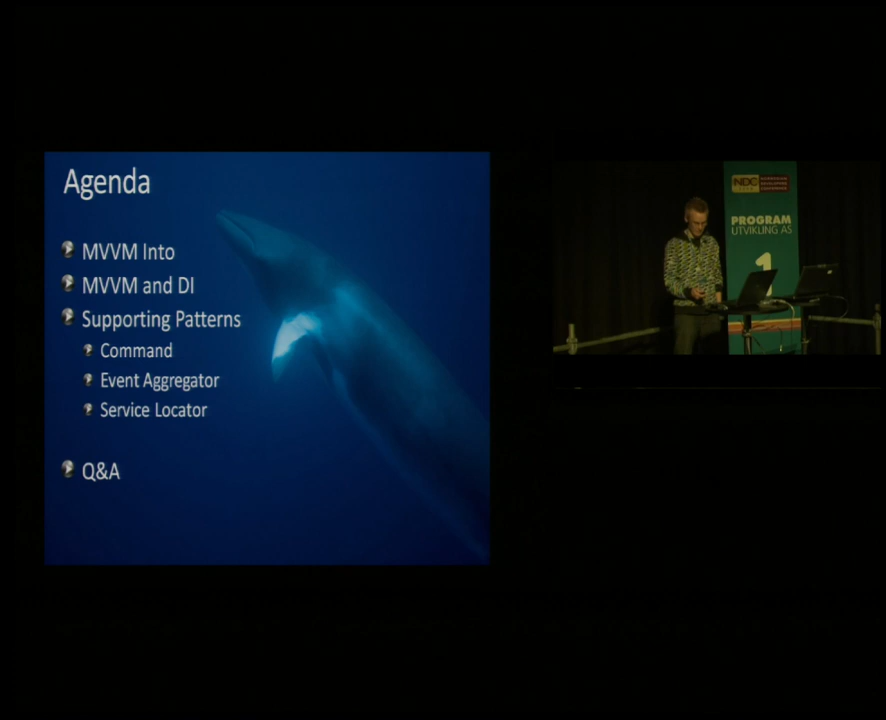 Agenda
MVVM Into
MVVM and DI
Supporting Patterns
Command
Event Aggregator
Service Locator
Q&A
NDC
PROGRAM
UTVIKLING AS
1